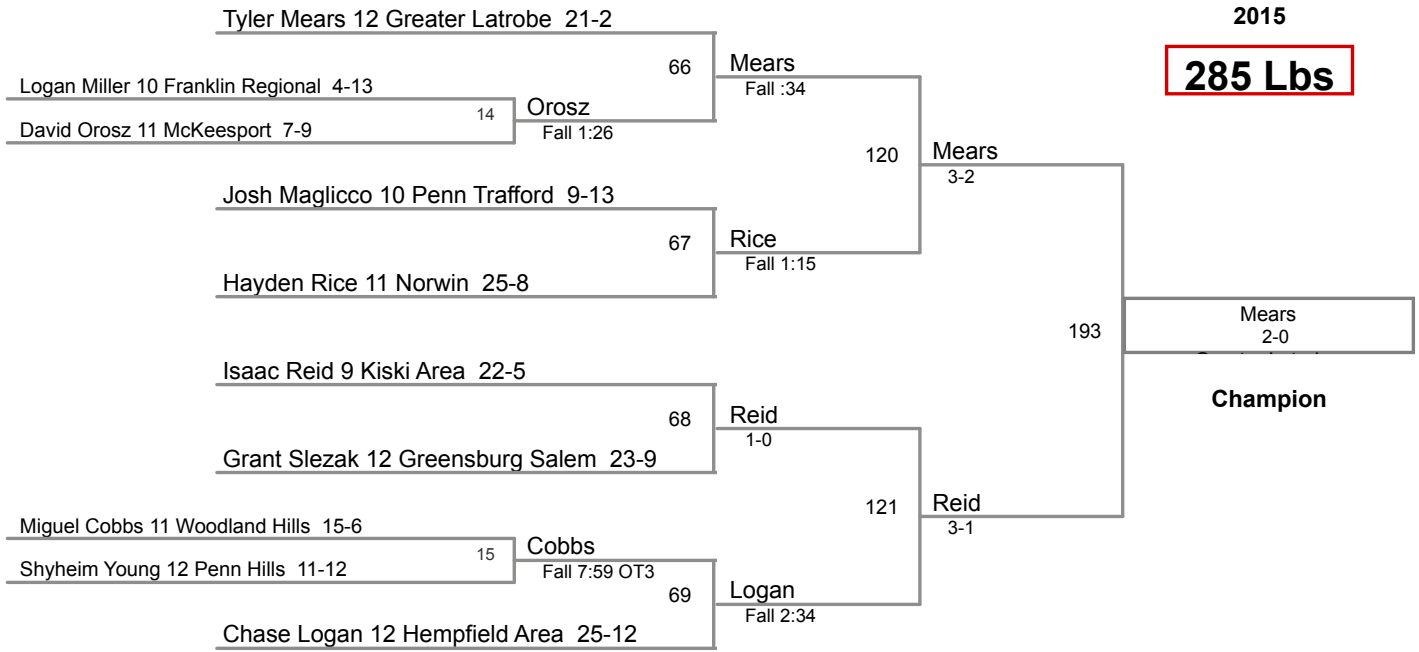 Tyler Mears 12 Greater Latrobe 21-2
2015
285 Lbs
66
Mears
Fall :34
Logan Miller 10 Franklin Regional 4-13
14
Orosz
Fall 1:26
David Orosz 11 McKeesport 7-9
120
Mears
3-2
Josh Maglicco 10 Penn Trafford 9-13
67
Rice
Fall 1:15
Hayden Rice 11 Norwin 25-8
193
Mears
2-0
Champion
Isaac Reid 9 Kiski Area 22-5
68
Reid
1-0
Grant Slezak 12 Greensburg Salem 23-9
121
Reid
3-1
Miguel Cobbs 11 Woodland Hills 15-6
15
Cobbs
Fall 7:59 OT3
Shyheim Young 12 Penn Hills 11-12
69
Logan
Fall 2:34
Chase Logan 12 Hempfield Area 25-12